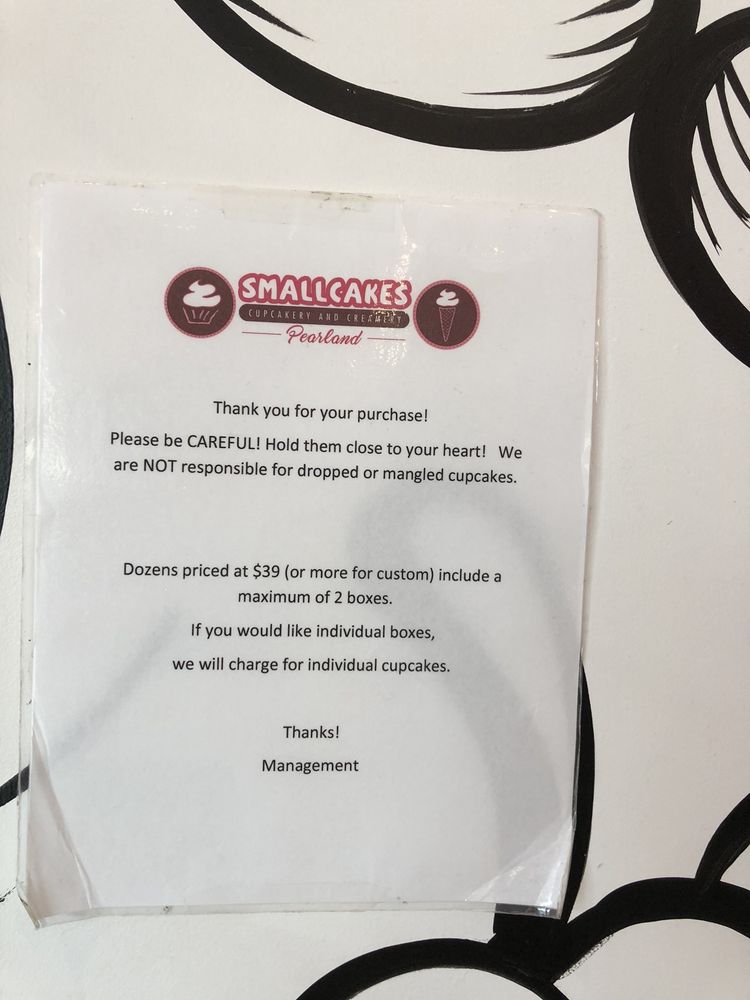 SMALLCAKES
CUPCAKERY AND CREAMERY
Pearland
Thank you for your purchase!
Please be CAREFUL! Hold them close to your heart! We
are NOT responsible for dropped or mangled cupcakes.
Dozens priced at $39 (or more for custom) include a
maximum of 2 boxes.
If you would like individual boxes,
we will charge for individual cupcakes.
Thanks!
Management